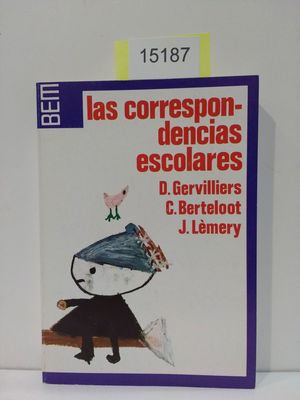 15187
BEM
las correspon-
dencias
escolares
D. Gervilliers
C. Berteloot
J. Lèmery